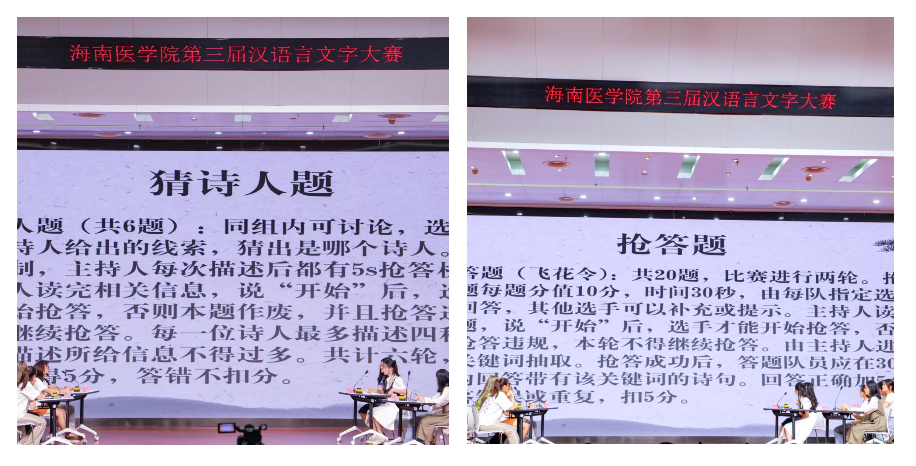 海南医学院第三届汉语言文字大赛
猜诗人题
人题（共6题）：同组内可讨论，选
诗人给出的线索，猜出是哪个诗人。
制，主持人每次描述后都有5s抢答
人读完相关信息，说“开始”后，
始抢答，否则本题作废，并且抢答
继续抢答。每一位诗人最多描述四
描述所给信息不得过多。共计六轮，
得5分，答错不扣分。
海南医学院第三届汉语言文字大赛
抢答题
答题（飞花令）：共20题，比赛进行两轮。
题每题分值10分，时间30秒，由每队指定选
回答，其他选手可以补充或提示。主持人读
题，说“开始”后，选手才能开始抢答，否
抢答违规，本轮不得继续抢答。由主持人进
关键词抽取。抢答成功后，答题队员应在30
内回答带有该关键词的诗句。回答正确加
误或重复，扣5分。